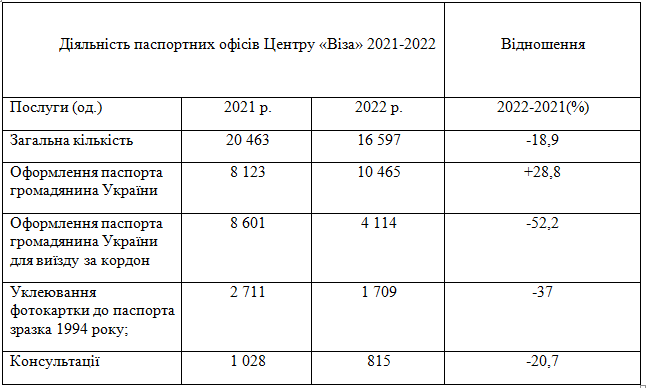 Діяльність паспортних офісів Центру «Віза» 2021-2022
Відношення
Послуги (од.)
2021 р.
2022 р.
2022-2021(%)
Загальна кількість
20 463
16 597
-18,9
Оформлення паспорта
громадянина України
8 123
10 465
+28,8
Оформлення паспорта
громадянина України
для виїзду за кордон
8 601
4 114
-52,2
Уклеювання
фотокартки до паспорта
зразка 1994 року;
2 711
1 709
-37
Консультації
1 028
815
-20,7